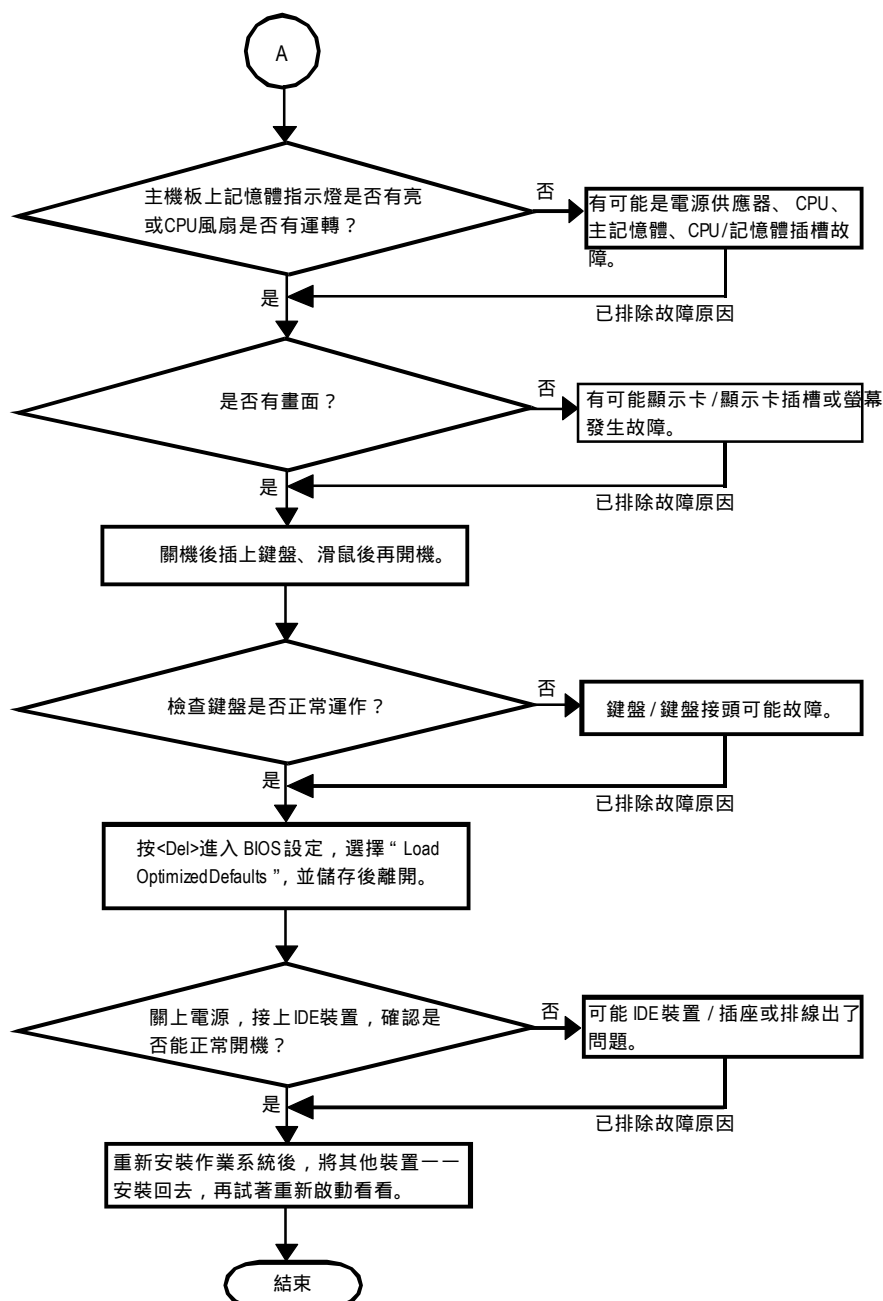 A
主機板上記憶體指示燈是否有亮
或CPU風扇是否有運轉？
否
有可能是電源供應器、CPU、
主記憶體、CPU/記憶體插槽故
障。
是
已排除故障原因
是否有畫面？
否
有可能顯示卡/顯示卡插槽或螢幕
發生故障。
是
已排除故障原因
關機後插上鍵盤、滑鼠後再開機。
檢查鍵盤是否正常運作？
否
鍵盤/鍵盤接頭可能故障。
是
已排除故障原因
按<Del>進入 BIOS設定，選擇“ Load
OptimizedDefaults ”, 並儲存後離開。
關上電源，接上IDE裝置，確認是
否能正常開機？
否
可能 IDE裝置 / 插座或排線出了
問題。
是
已排除故障原因
重新安裝作業系統後，將其他裝置一一
安裝回去，再試著重新啟動看看。
結束